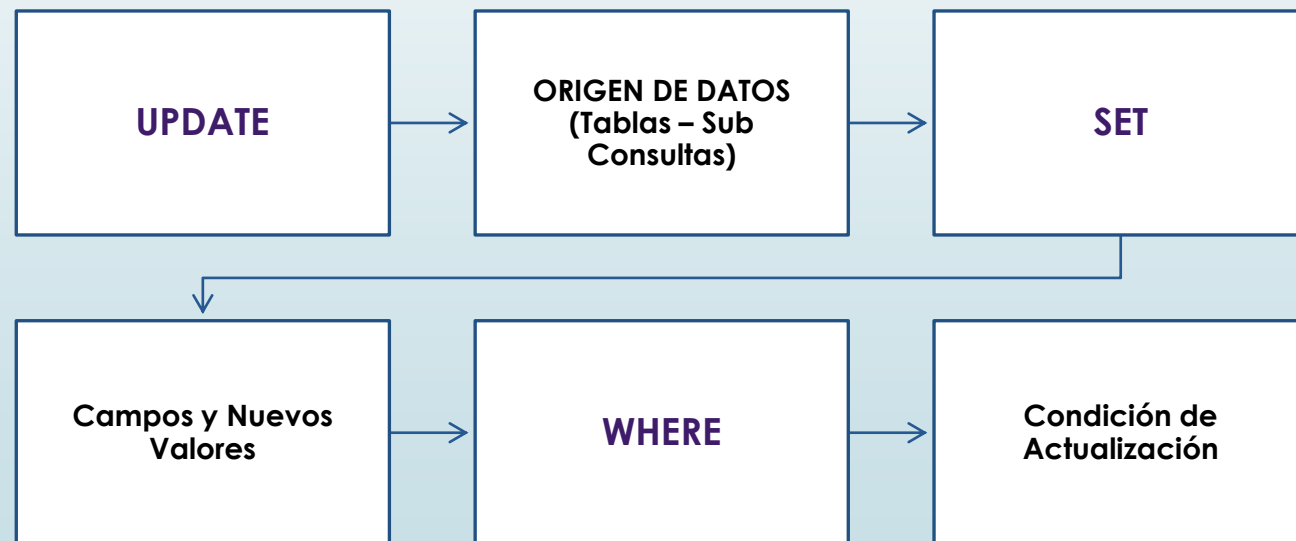 UPDATE
ORIGEN DE DATOS
(Tablas – Sub
Consultas)
SET
Campos y Nuevos
Valores
WHERE
Condición de
Actualización